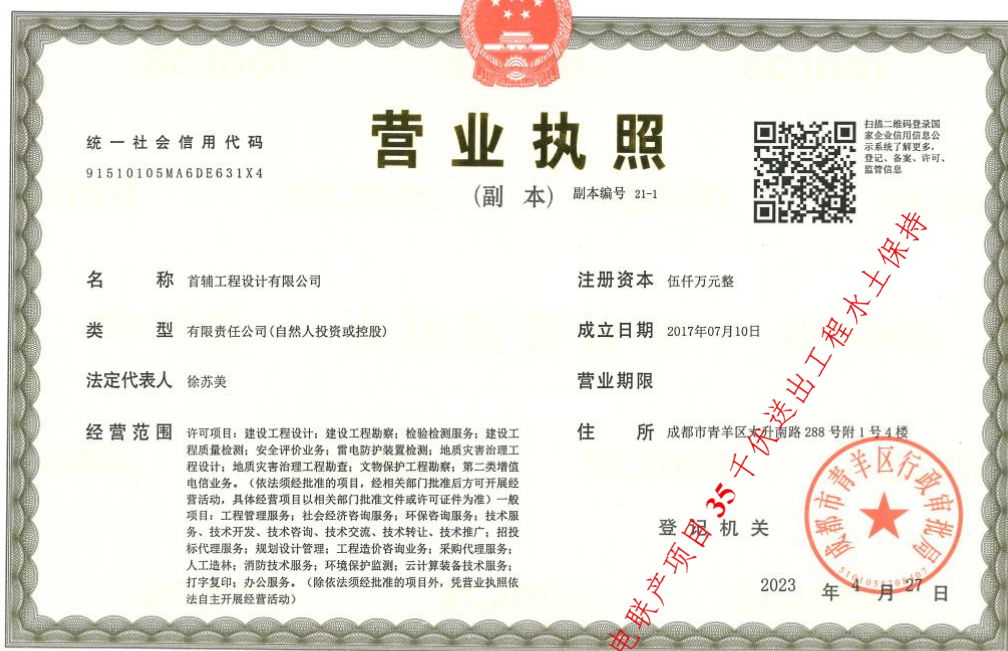 营业执照
(副 本) 副本编号 21-1
统一社会信用代码
91510105MA6DE631X4
扫描二维码登录国
家企业信用信息公
示系统了解更多、
登记、备案、许可、
监管信息
名 称 首辅工程设计有限公司
类 型 有限责任公司(自然人投资或控股)
法定代表人 徐苏美
经营范围 许可项目：建设工程设计；建设工程勘察；检验检测服务；建设工
程质量检测；安全评价业务；雷电防护装置检测；地质灾害治理工
程设计；地质灾害治理工程勘查；文物保护工程勘察；第二类增值
电信业务。（依法须经批准的项目，经相关部门批准后方可开展经
营活动，具体经营项目以相关部门批准文件或许可证件为准）一般
项目：工程管理服务；社会经济咨询服务；环保咨询服务；技术服
务、技术开发、技术咨询、技术交流、技术转让、技术推广；招投
标代理服务；规划设计管理；工程造价咨询业务；采购代理服务；
人工造林；消防技术服务；环境保护监测；云计算装备技术服务；
打字复印；办公服务。（除依法须经批准的项目外，凭营业执照依
法自主开展经营活动）
注册资本 伍仟万元整
成立日期 2017年07月10日
营业期限
住 所 成都市青羊区大升南路 288 号附 1 号 4 楼
登记机关
成都市青羊区行政审批局
2023 年 4 月 27 日
电联产项目 35 千伏送出工程水土保持
SCJDGL